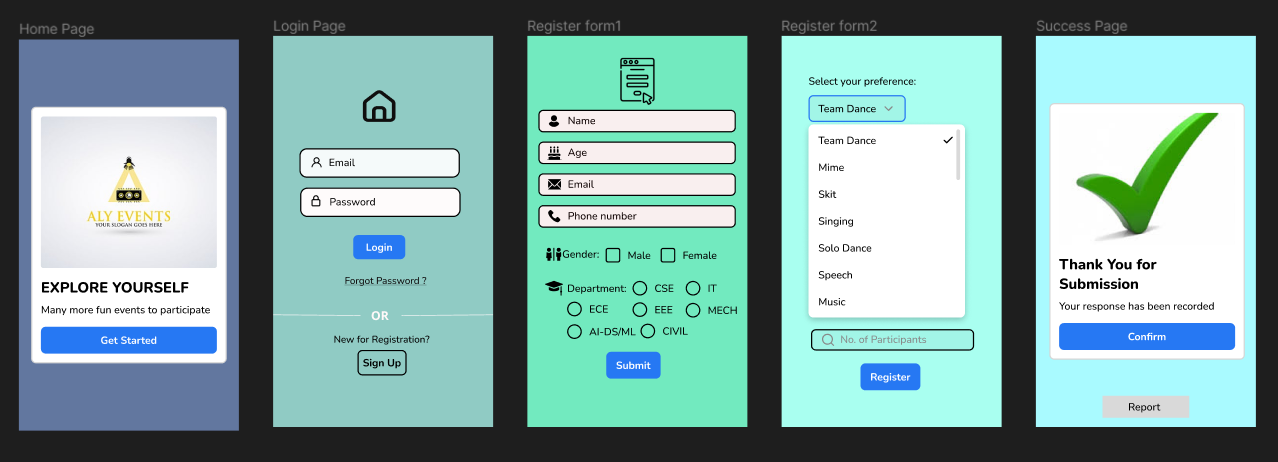 Home Page
ALY EVENTS
YOUR SLOGAN GOES HERE
EXPLORE YOURSELF
Many more fun events to participate
Get Started
Login Page
Email
Password
Login
Forgot Password ?
OR
New for Registration?
Sign Up
Register form1
Name
Age
Email
Phone number
Gender: Male Female
Department: CSE IT
ECE EEE MECH
AI-DS/ML CIVIL
Submit
Register form2
Select your preference:
Team Dance
Team Dance
Mime
Skit
Singing
Solo Dance
Speech
Music
No. of Participants
Register
Success Page
Thank You for
Submission
Your response has been recorded
Confirm
Report